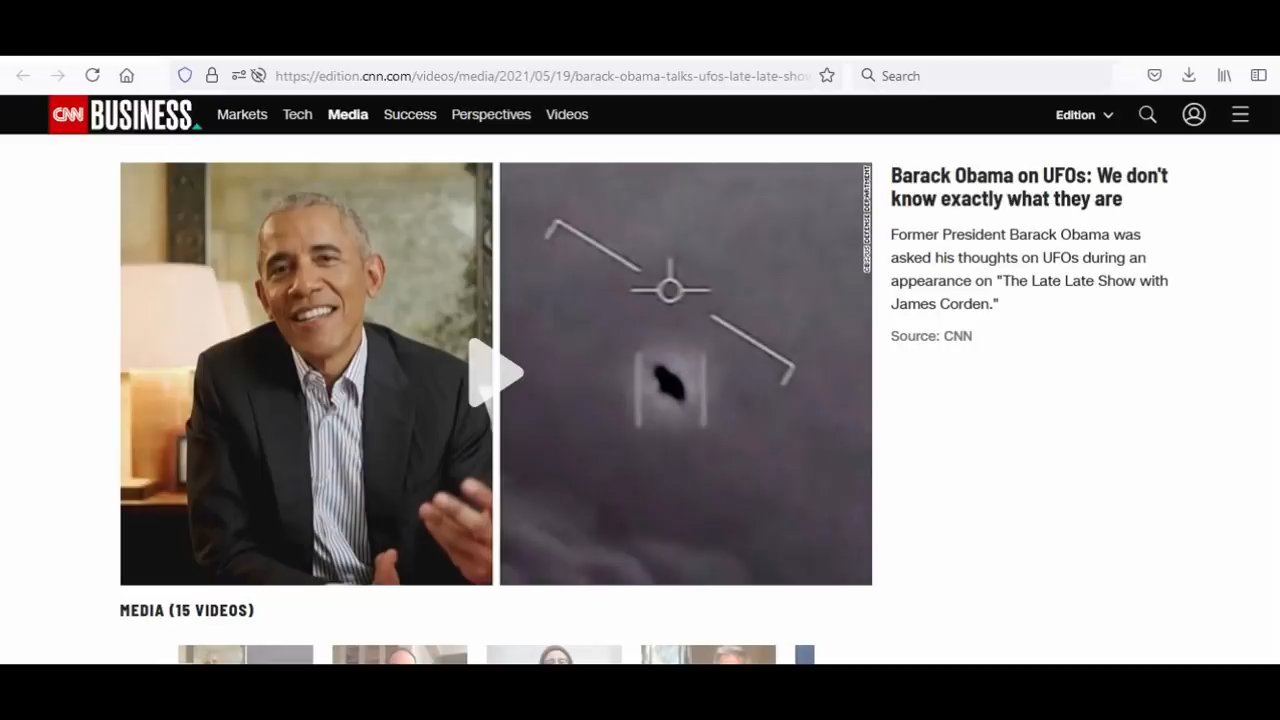 https://edition.cnn.com/videos/media/2021/05/19/barack-obama-talks-ufos-late-late-sho
Search
CNN BUSINESS
Markets Tech Media Success Perspectives Videos
Edition
Barack Obama on UFOs: We don't
know exactly what they are
Former President Barack Obama was
asked his thoughts on UFOs during an
appearance on "The Late Late Show with
James Corden."
Source: CNN
DEFENSE DEPARTMENT
MEDIA (15 VIDEOS)